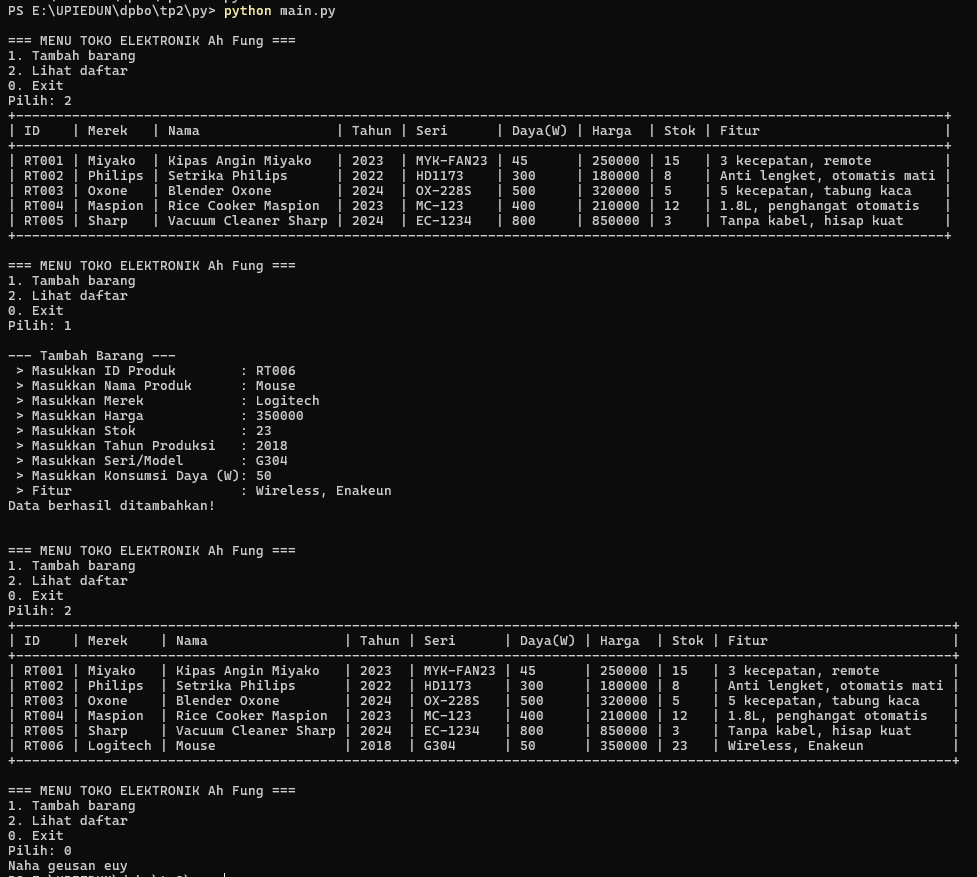 PS E:\UPIEDUN\dpbo\tp2\py> python main.py

=== MENU TOKO ELEKTRONIK Ah Fung ===
1. Tambah barang
2. Lihat daftar
0. Exit
Pilih: 2
+--------------------------------------------------------------------------------------------------------------------+
| ID    | Merek   | Nama                 | Tahun | Seri      | Daya(W) | Harga  | Stok | Fitur                       |
+--------------------------------------------------------------------------------------------------------------------+
| RT001 | Miyako  | Kipas Angin Miyako   | 2023  | MYK-FAN23 | 45      | 250000 | 15   | 3 kecepatan, remote         |
| RT002 | Philips | Setrika Philips      | 2022  | HD1173    | 300     | 180000 | 8    | Anti lengket, otomatis mati |
| RT003 | Oxone   | Blender Oxone        | 2024  | OX-228S   | 500     | 320000 | 5    | 5 kecepatan, tabung kaca    |
| RT004 | Maspion | Rice Cooker Maspion  | 2023  | MC-123    | 400     | 210000 | 12   | 1.8L, penghangat otomatis   |
| RT005 | Sharp   | Vacuum Cleaner Sharp | 2024  | EC-1234   | 800     | 850000 | 3    | Tanpa kabel, hisap kuat     |
+--------------------------------------------------------------------------------------------------------------------+

=== MENU TOKO ELEKTRONIK Ah Fung ===
1. Tambah barang
2. Lihat daftar
0. Exit
Pilih: 1

--- Tambah Barang ---
 > Masukkan ID Produk        : RT006
 > Masukkan Nama Produk      : Mouse
 > Masukkan Merek            : Logitech
 > Masukkan Harga            : 350000
 > Masukkan Stok             : 23
 > Masukkan Tahun Produksi   : 2018
 > Masukkan Seri/Model       : G304
 > Masukkan Konsumsi Daya (W): 50
 > Fitur                     : Wireless, Enakeun
Data berhasil ditambahkan!

=== MENU TOKO ELEKTRONIK Ah Fung ===
1. Tambah barang
2. Lihat daftar
0. Exit
Pilih: 2
+---------------------------------------------------------------------------------------------------------------------+
| ID    | Merek    | Nama                 | Tahun | Seri      | Daya(W) | Harga  | Stok | Fitur                       |
+---------------------------------------------------------------------------------------------------------------------+
| RT001 | Miyako   | Kipas Angin Miyako   | 2023  | MYK-FAN23 | 45      | 250000 | 15   | 3 kecepatan, remote         |
| RT002 | Philips  | Setrika Philips      | 2022  | HD1173    | 300     | 180000 | 8    | Anti lengket, otomatis mati |
| RT003 | Oxone    | Blender Oxone        | 2024  | OX-228S   | 500     | 320000 | 5    | 5 kecepatan, tabung kaca    |
| RT004 | Maspion  | Rice Cooker Maspion  | 2023  | MC-123    | 400     | 210000 | 12   | 1.8L, penghangat otomatis   |
| RT005 | Sharp    | Vacuum Cleaner Sharp | 2024  | EC-1234   | 800     | 850000 | 3    | Tanpa kabel, hisap kuat     |
| RT006 | Logitech | Mouse                | 2018  | G304      | 50      | 350000 | 23   | Wireless, Enakeun           |
+---------------------------------------------------------------------------------------------------------------------+

=== MENU TOKO ELEKTRONIK Ah Fung ===
1. Tambah barang
2. Lihat daftar
0. Exit
Pilih: 0
Naha geusan euy